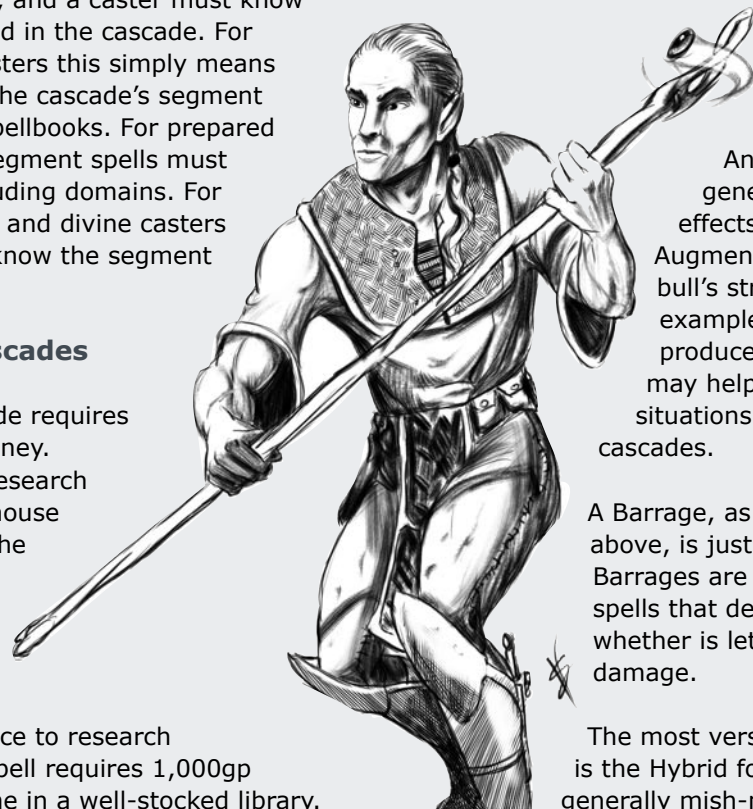 and a caster must know
d in the cascade. For
sters this simply means
he cascade's segment
pellbooks. For prepared
egment spells must
uding domains. For
and divine casters
know the segment
scades
de requires
ney.
esearch
house
he
ce to research
pell requires 1,000gp
ne in a well-stocked library.
An
gene
effects
Augmen
bull's str
example
produce
may help
situations
cascades.
A Barrage, as
above, is just
Barrages are
spells that de
whether is let
damage.
The most vers
is the Hybrid fo
generally mish-